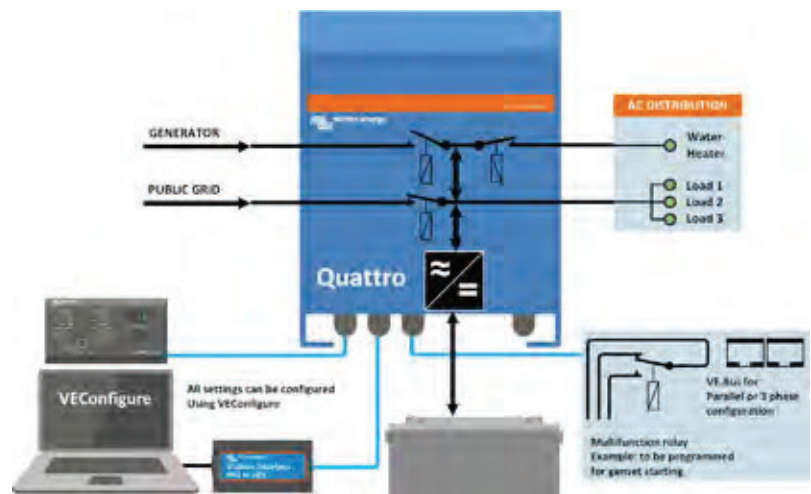 GENERATOR
PUBLIC GRID
AC DISTRIBUTION
Water
Heater
Load 1
Load 2
Load 3
Quattro
VEConfigure
All settings can be configured
Using VEConfigure
VE.Bus for
Parallel or 3 phase
configuration
Multifunction relay
Example: to be programmed
for genset starting